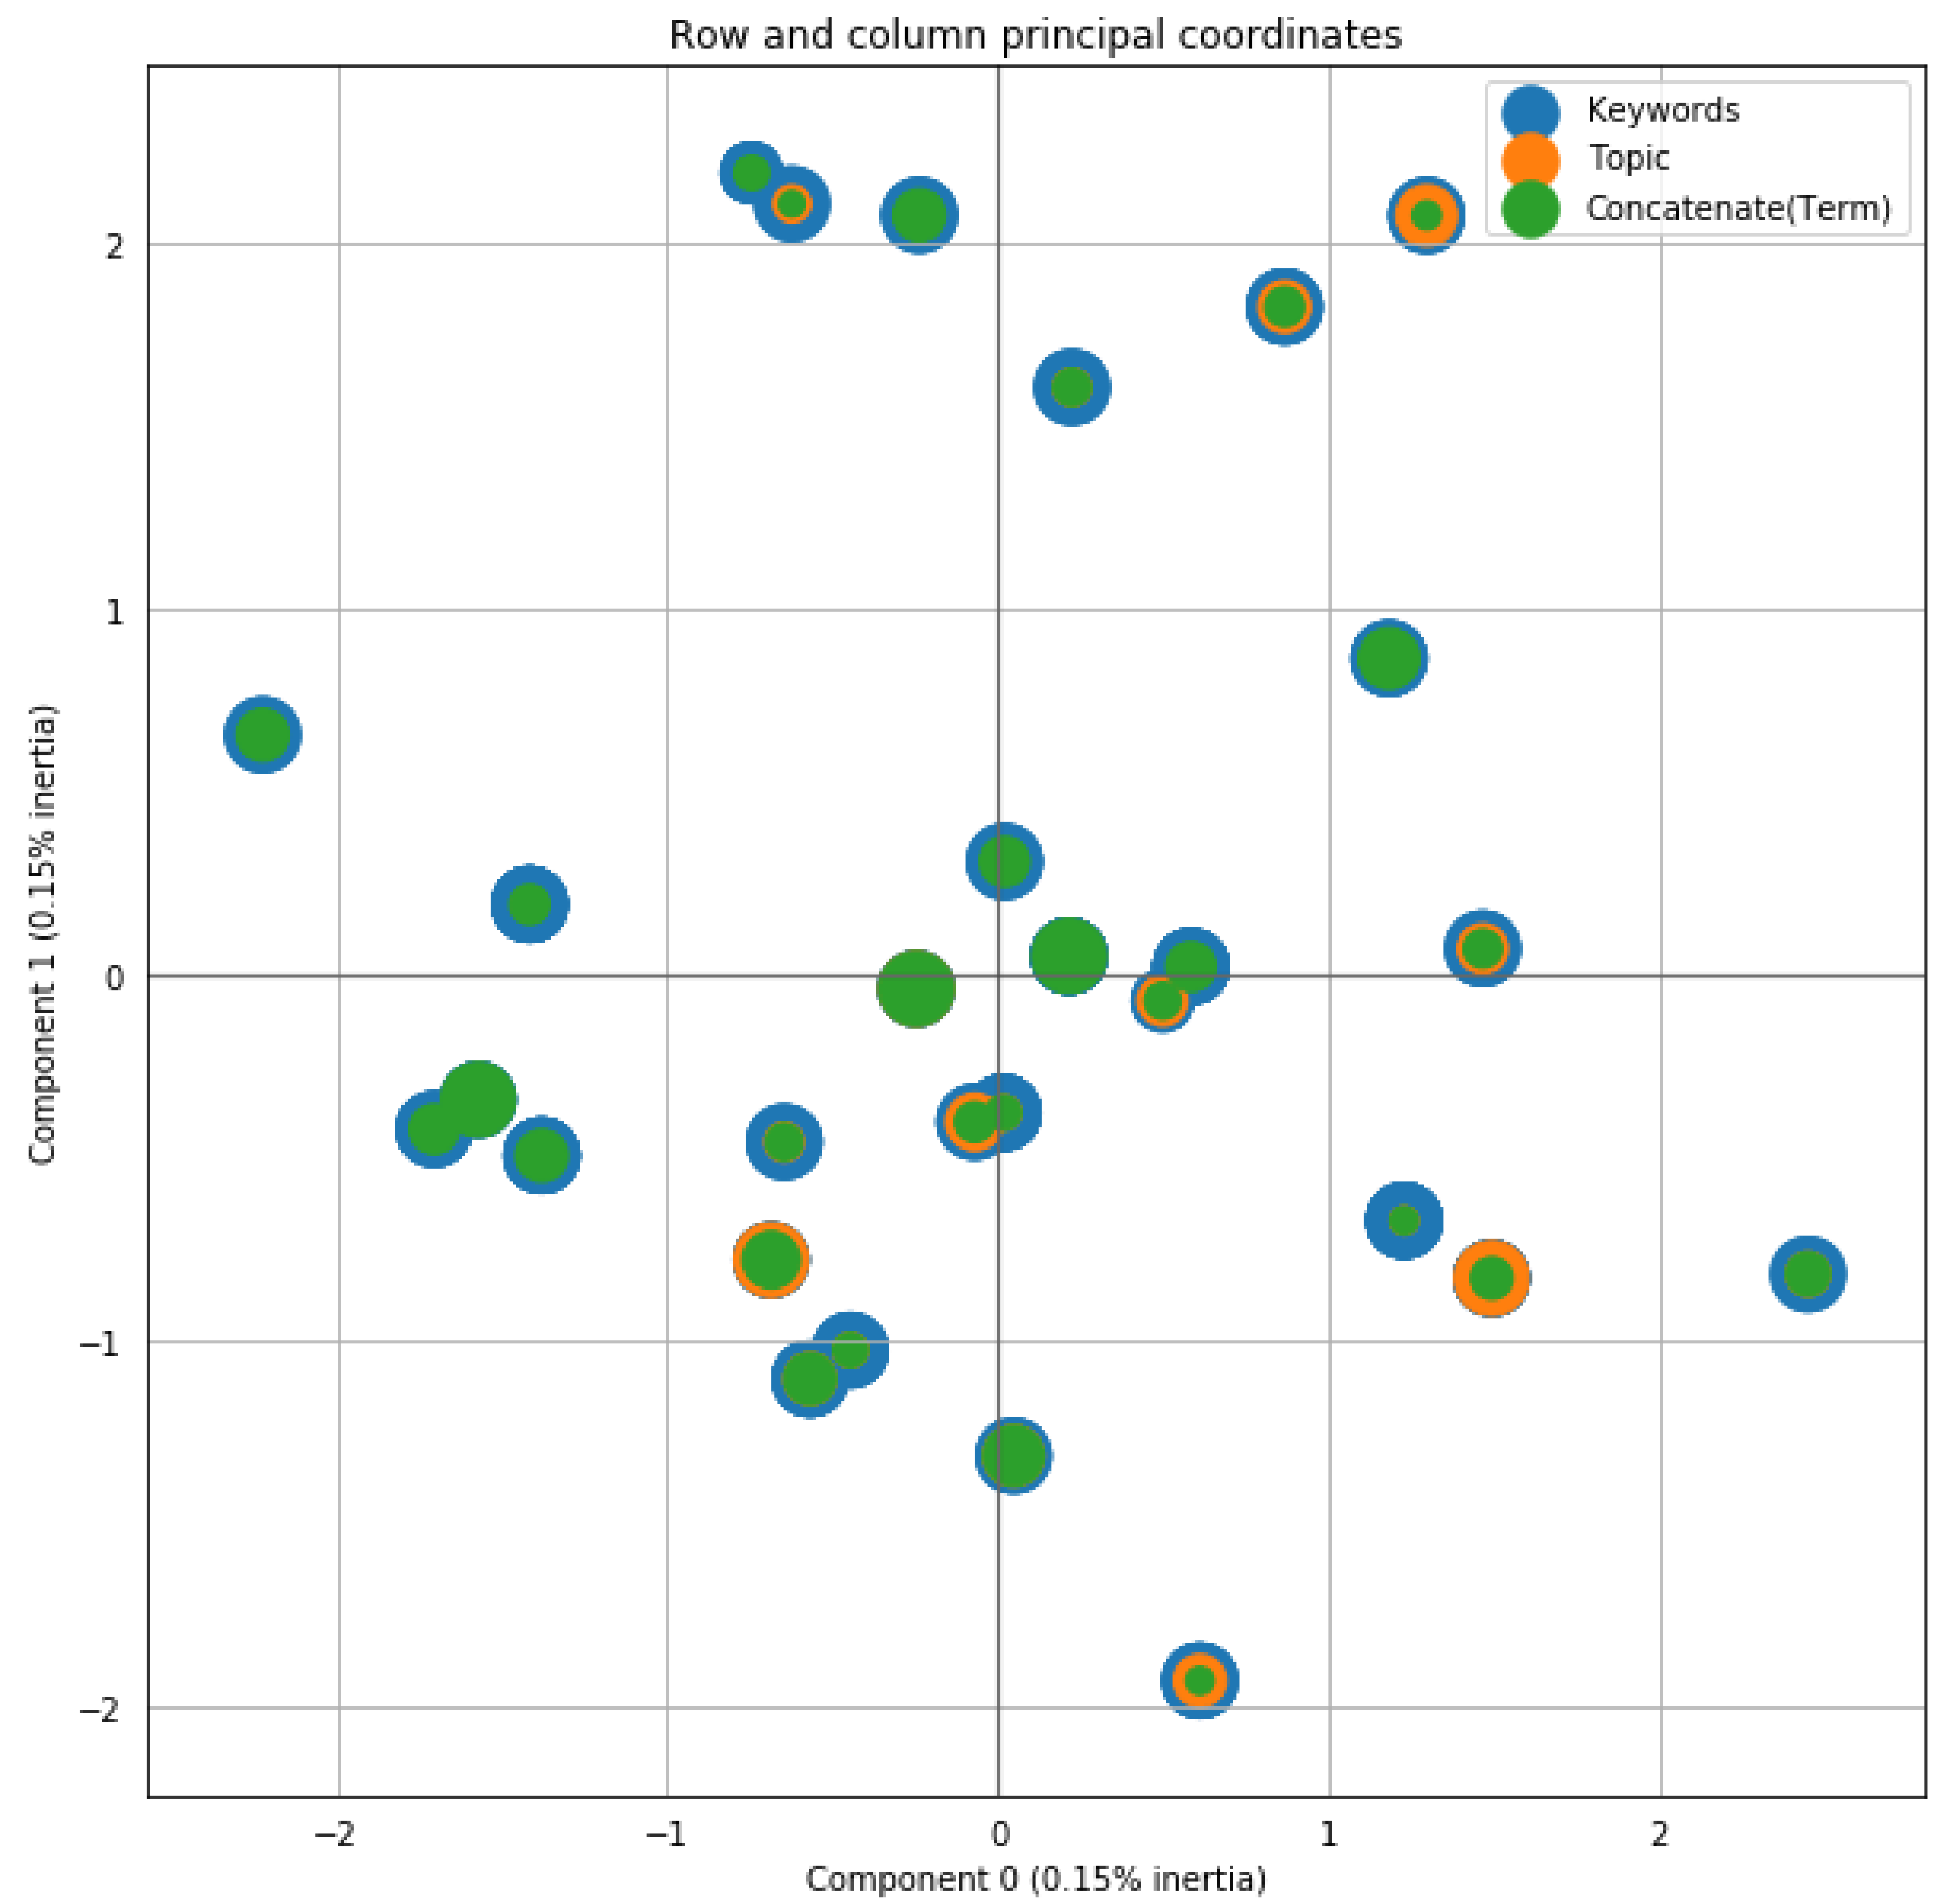 Row and column principal coordinates
Keywords
Topic
Concatenate(Term)
2
1
0
−1
−2
Component 1 (0.15% inertia)
−2
−1
0
1
2
Component 0 (0.15% inertia)